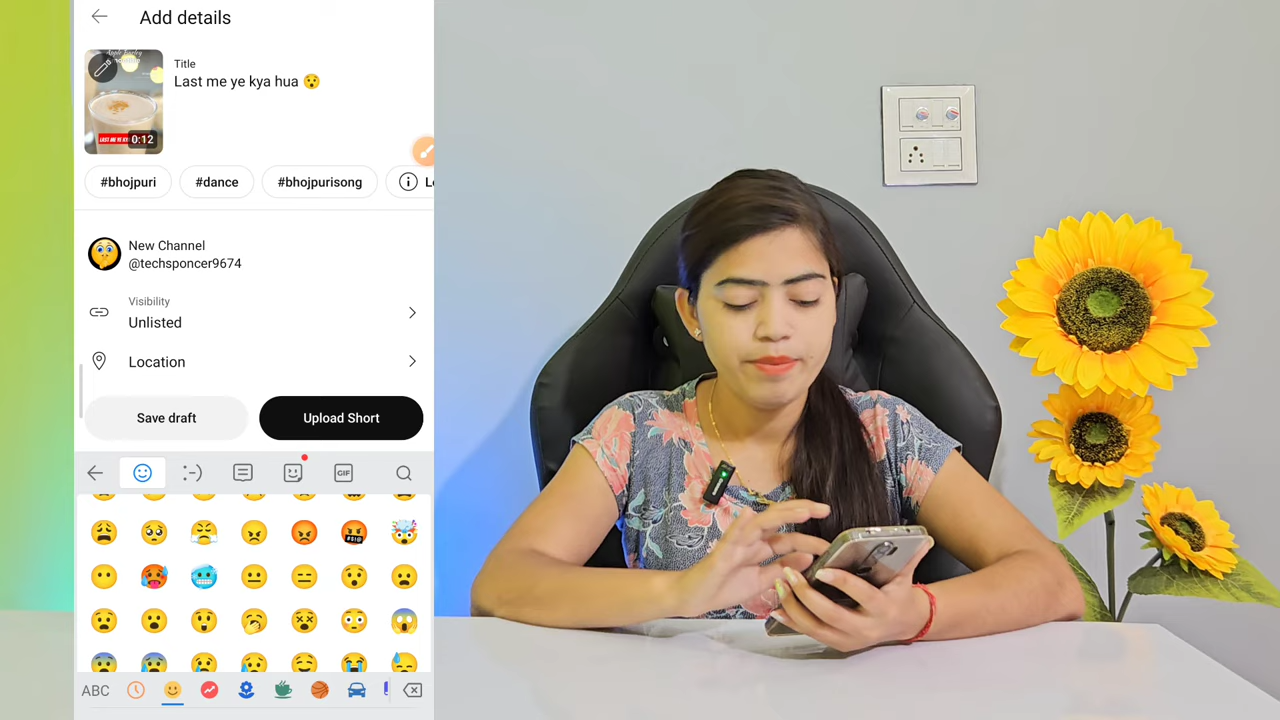 Add details
Title
Last me ye kya hua 😯
0:12
#bhojpuri
#dance
#bhojpurisong
New Channel
@techsponcer9674
Visibility
Unlisted
Location
Save draft
Upload Short
GIF
ABC